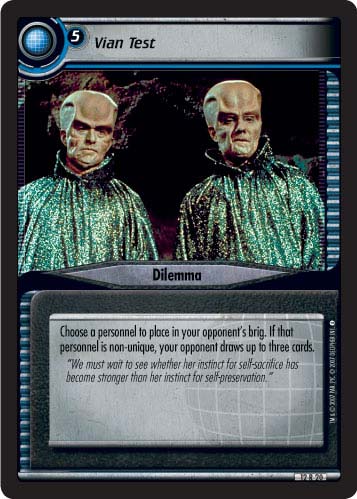 5 Vian Test
Dilemma
Choose a personnel to place in your opponent's brig. If that
personnel is non-unique, your opponent draws up to three cards.
"We must wait to see whether her instinct for self-sacrifice has
become stronger than her instinct for self-preservation."
12 R 20